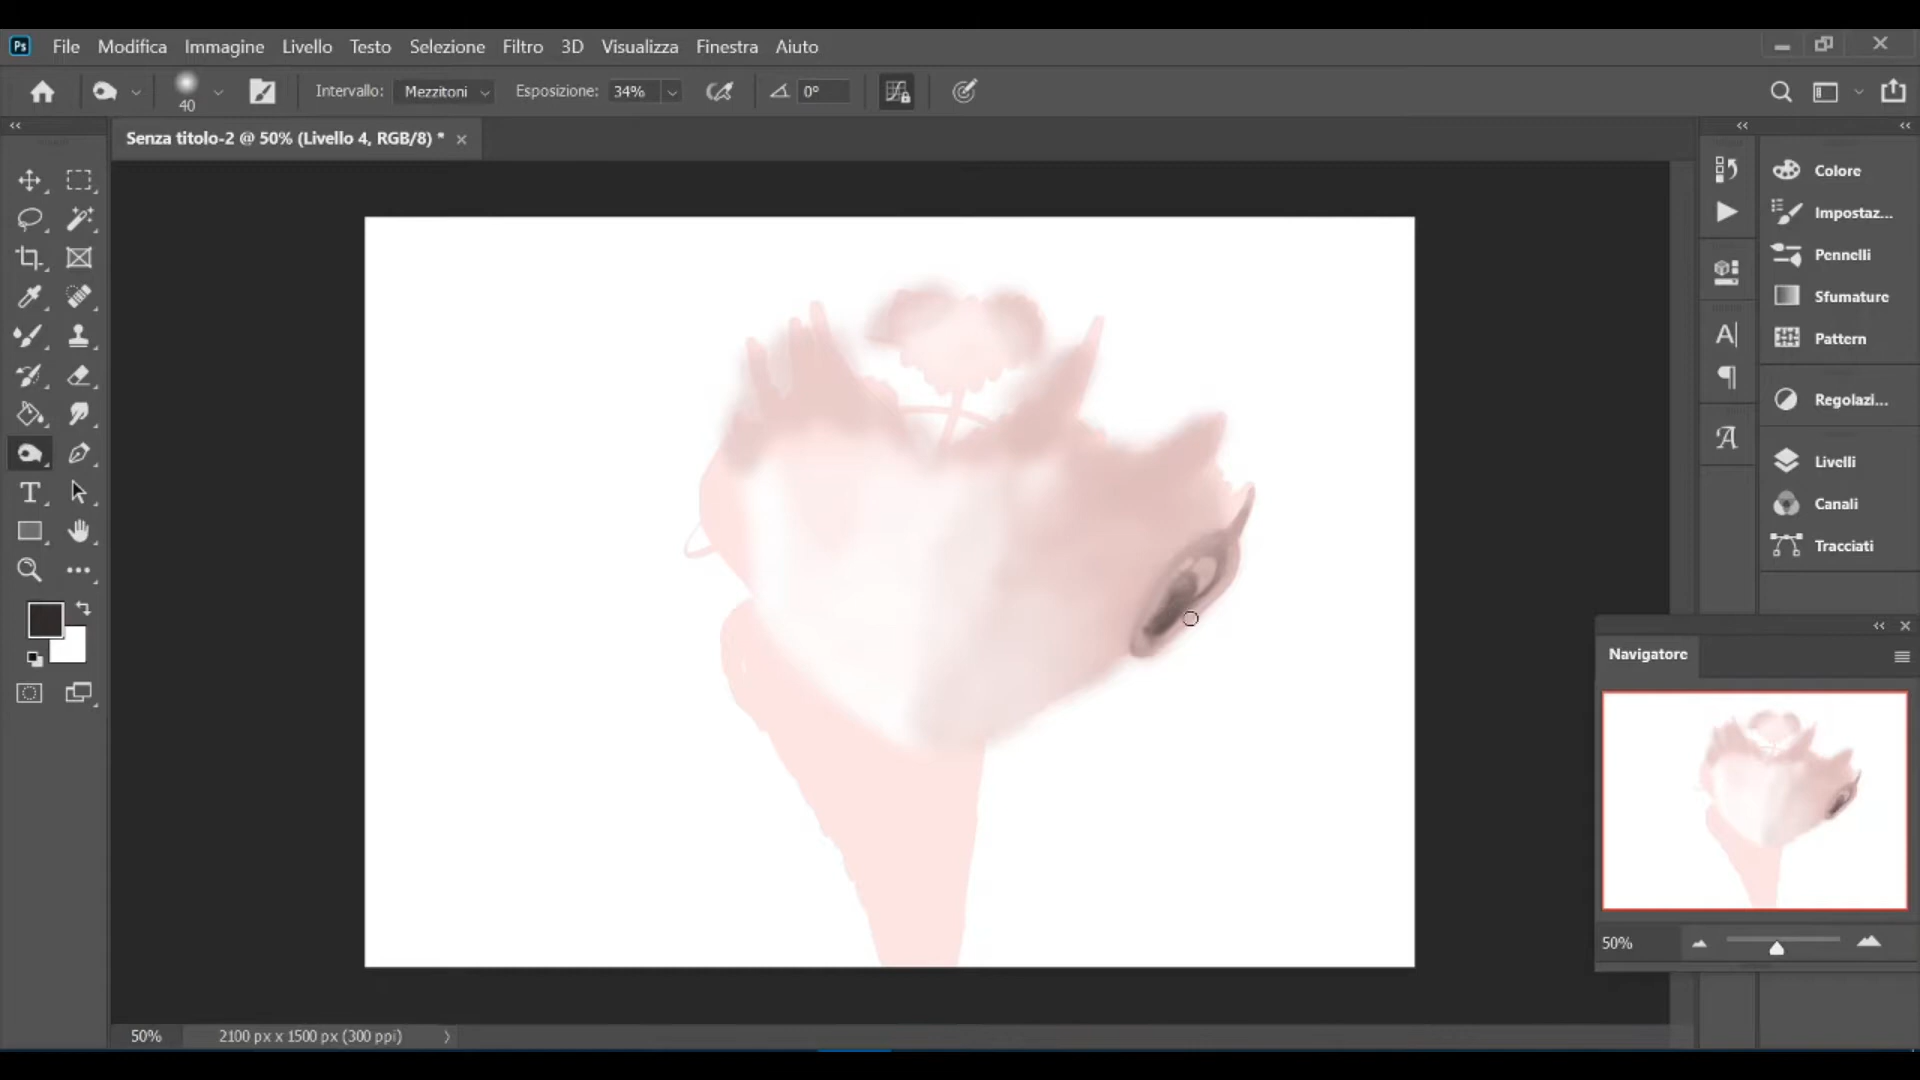 Ps File Modifica Immagine Livello Testo Selezione Filtro 3D Visualizza Finestra Aiuto
40 Intervallo: Mezzitoni Esposizione: 34% 0°
Senza titolo-2 @ 50% (Livello 4, RGB/8) *
Colore
Impostaz...
Pennelli
Sfumature
Pattern
Regolazi...
Livelli
Canali
Tracciati
Navigatore
50%
50% 2100 px x 1500 px (300 ppi)